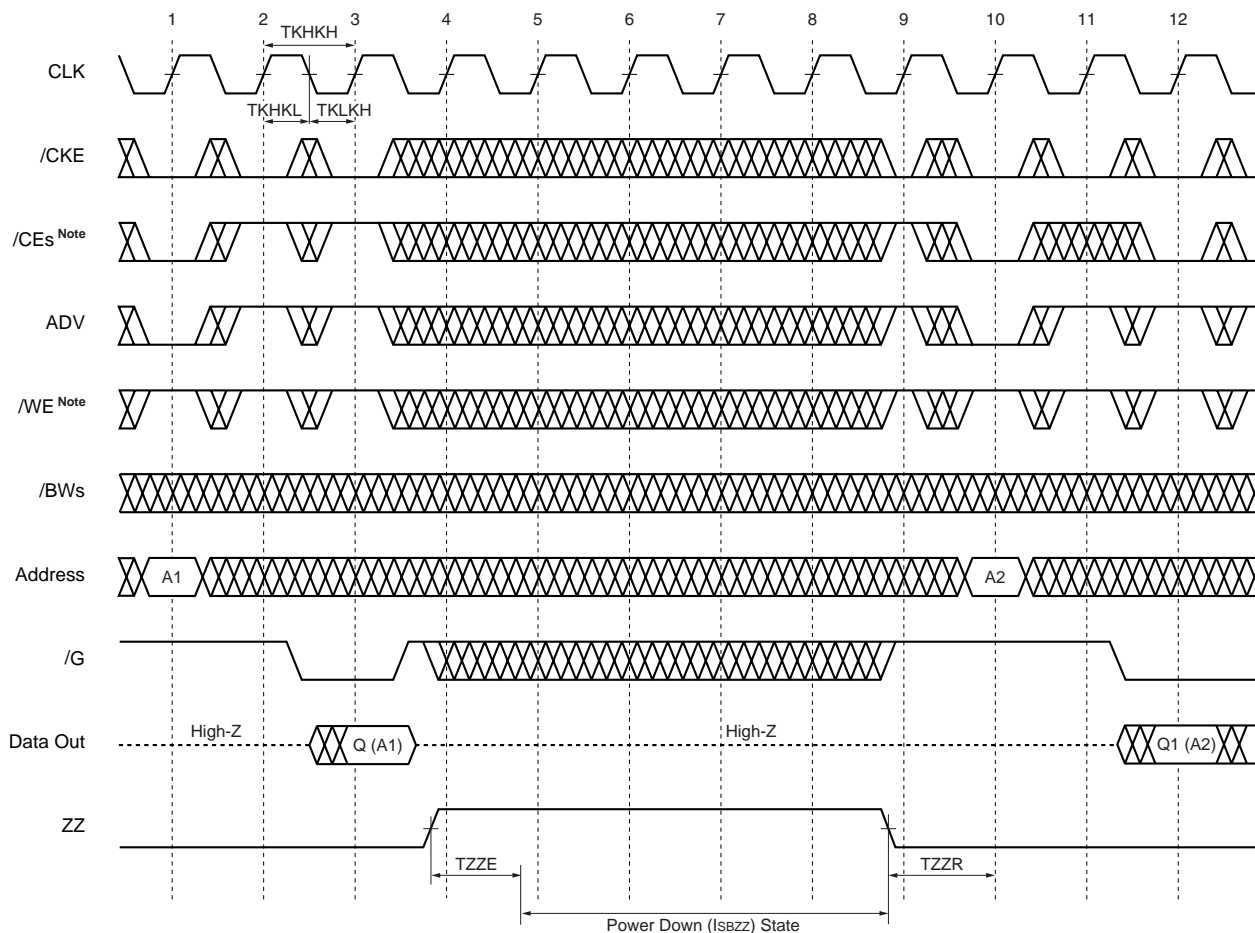 1 2 3 4 5 6 7 8 9 10 11 12
TKHKH
CLK
TKHKL TKLKH
/CKE
/CEs Note
ADV
/WE Note
/BWs
Address A1 A2
/G
Data Out High-Z Q (A1) High-Z Q1 (A2)
ZZ
TZZE TZZR
Power Down (ISBZZ) State